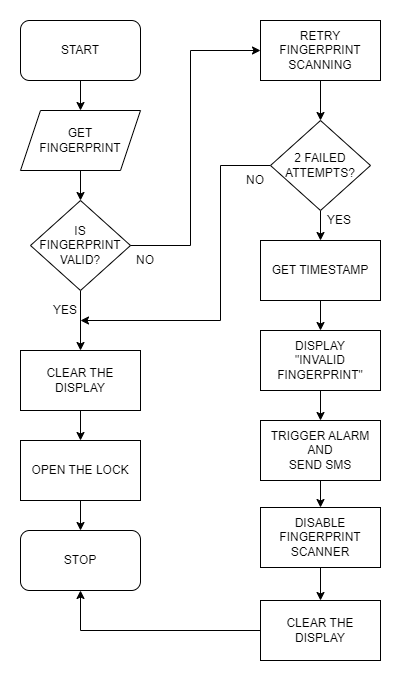 START
GET
FINGERPRINT
IS
FINGERPRINT
VALID?
NO
YES
CLEAR THE
DISPLAY
OPEN THE LOCK
STOP
RETRY
FINGERPRINT
SCANNING
2 FAILED
ATTEMPTS?
NO
YES
GET TIMESTAMP
DISPLAY
"INVALID
FINGERPRINT"
TRIGGER ALARM
AND
SEND SMS
DISABLE
FINGERPRINT
SCANNER
CLEAR THE
DISPLAY